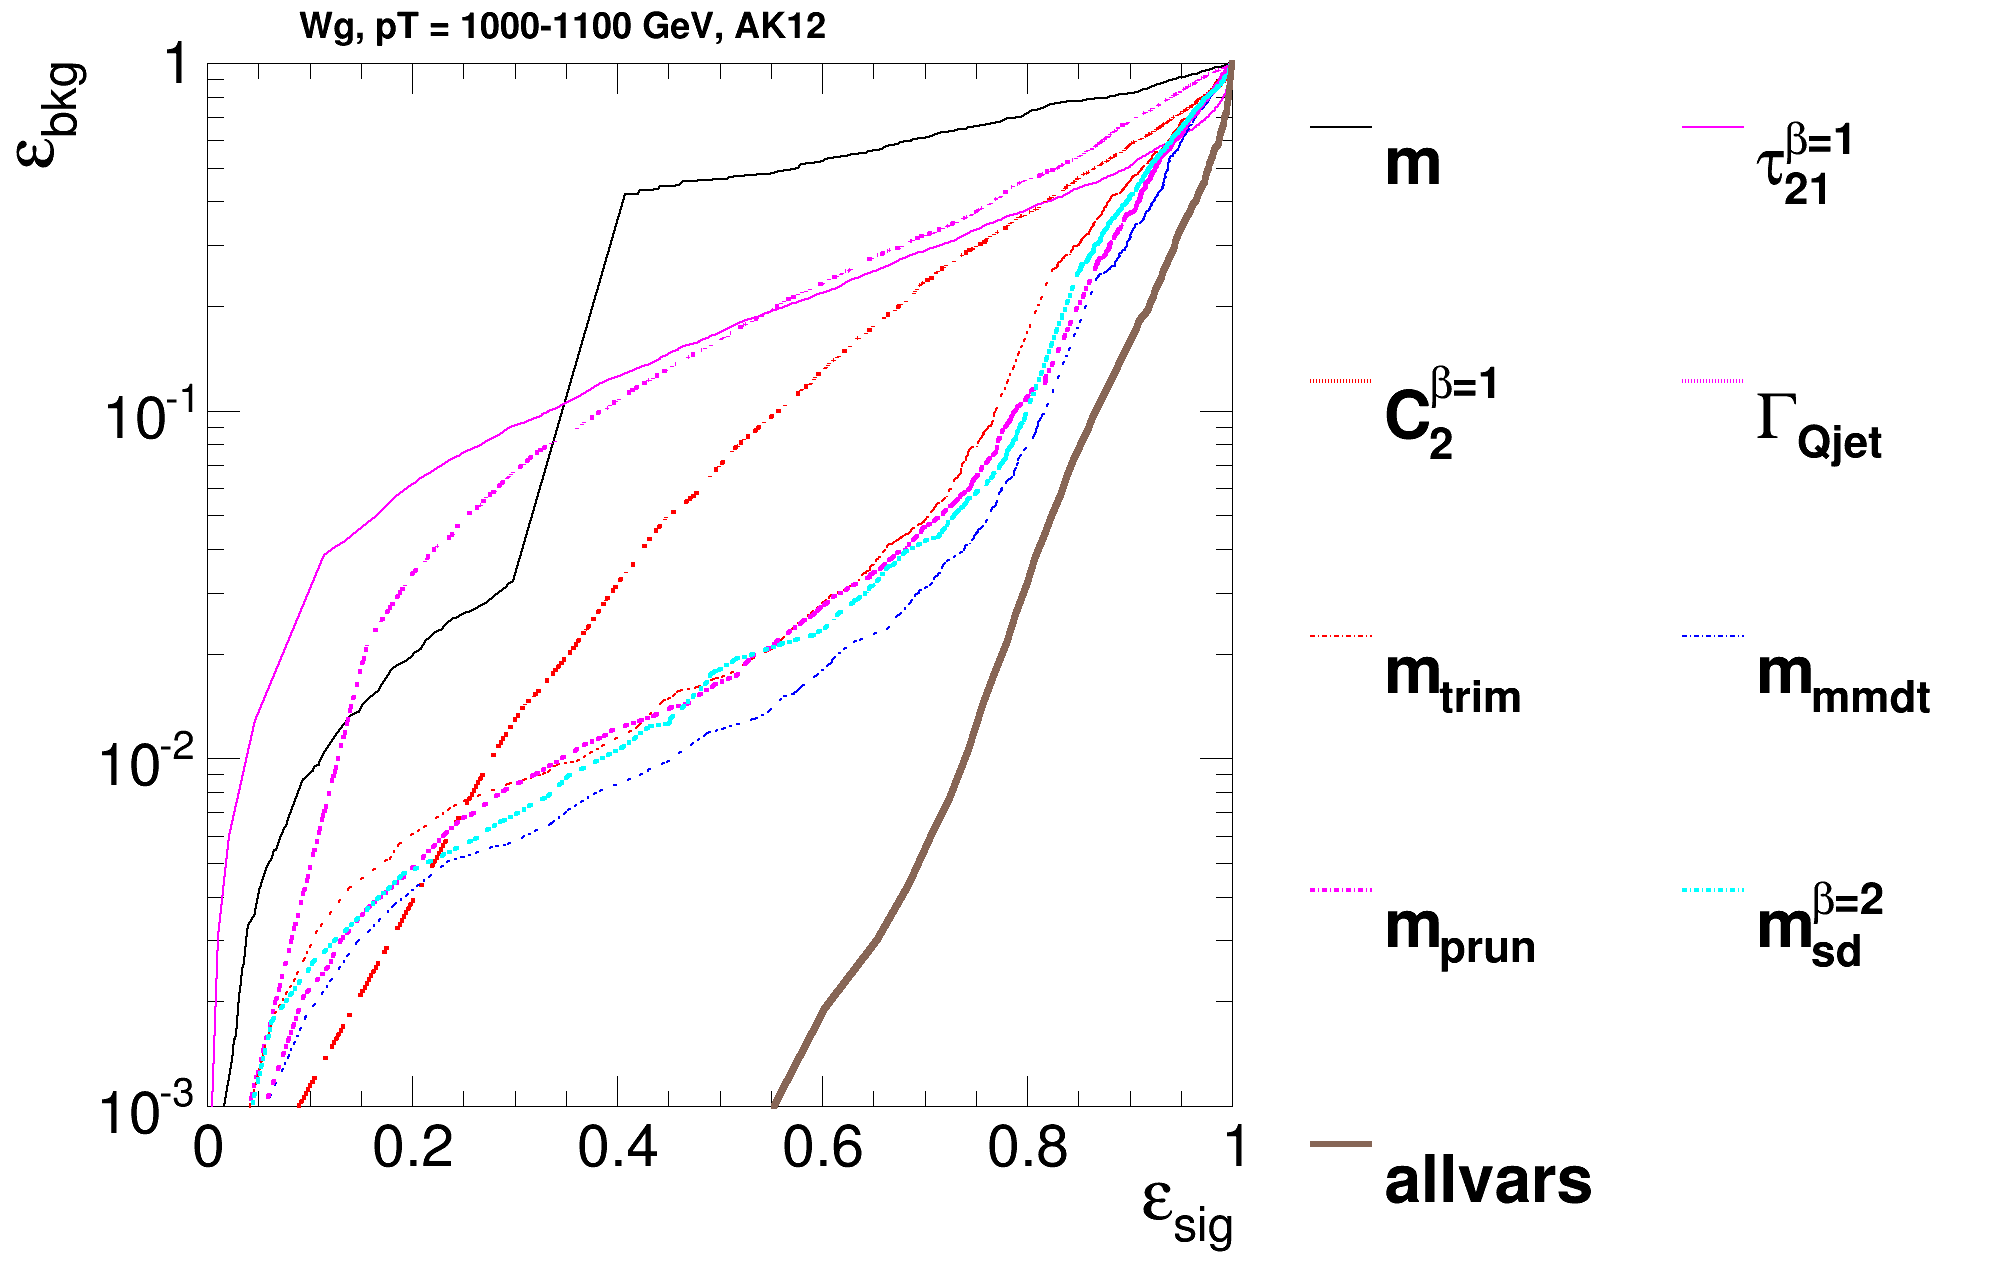 Wg, pT = 1000-1100 GeV, AK12
ε_bkg
1
10^-1
10^-2
10^-3
0 0.2 0.4 0.6 0.8 1
ε_sig
m
τ_21^β=1
C_2^β=1
Γ_Qjet
m_trim
m_mmdt
m_prun
m_sd^β=2
allvars